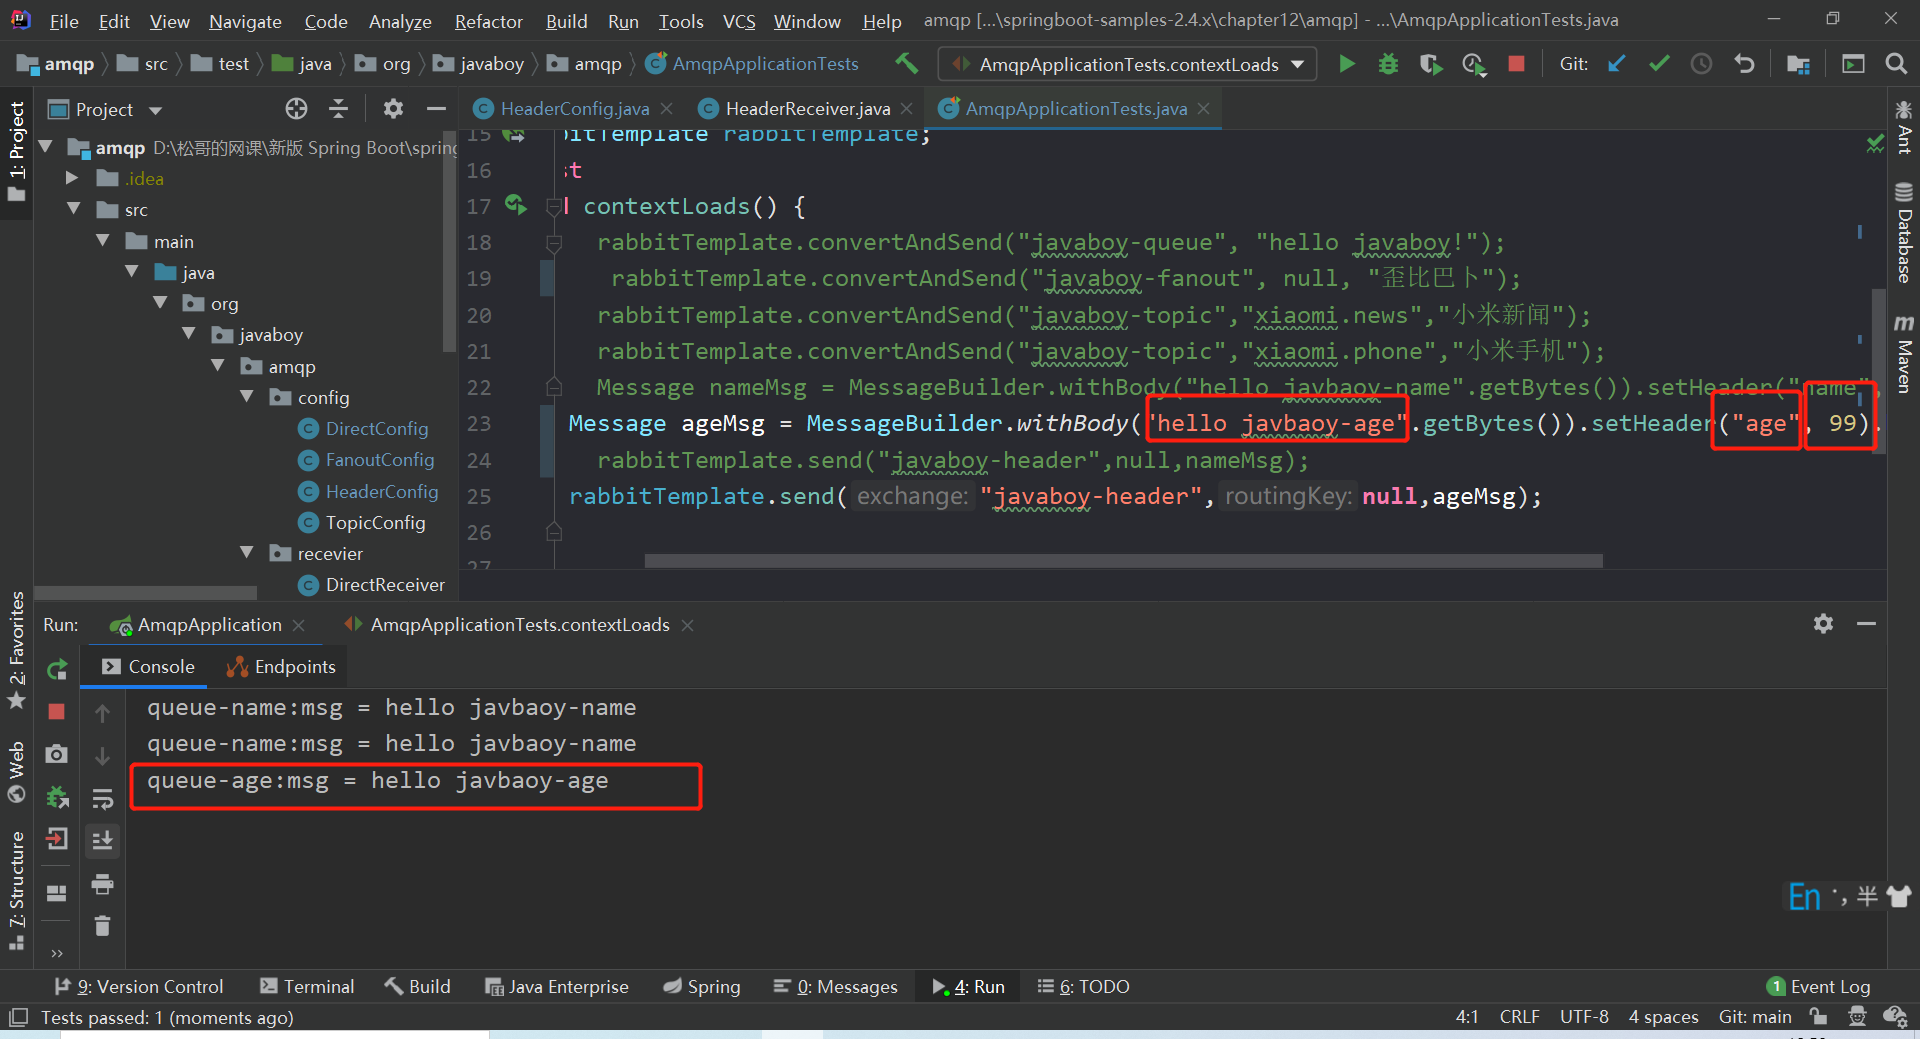 File Edit View Navigate Code Analyze Refactor Build Run Tools VCS Window Help amqp [...\springboot-samples-2.4.x\chapter12\amqp] - ...\AmqpApplicationTests.java
amqp src test java org javaboy amqp AmqpApplicationTests AmqpApplicationTests.contextLoads Git:
Project
HeaderConfig.java HeaderReceiver.java AmqpApplicationTests.java
1: Project
2: Favorites
Web
7: Structure
amqp D:\松哥的网课\新版 Spring Boot\spring
.idea
src
main
java
org
javaboy
amqp
config
DirectConfig
FanoutConfig
HeaderConfig
TopicConfig
recevier
DirectReceiver
15 bitTemplate rabbitTemplate;
16 st
17 contextLoads() {
18 rabbitTemplate.convertAndSend("javaboy-queue", "hello javaboy!");
19 rabbitTemplate.convertAndSend("javaboy-fanout", null, "歪比巴卜");
20 rabbitTemplate.convertAndSend("javaboy-topic","xiaomi.news","小米新闻");
21 rabbitTemplate.convertAndSend("javaboy-topic","xiaomi.phone","小米手机");
22 Message nameMsg = MessageBuilder.withBody("hello javbaoy-name".getBytes()).setHeader("name",
23 Message ageMsg = MessageBuilder.withBody("hello javbaoy-age".getBytes()).setHeader("age", 99).
24 rabbitTemplate.send("javaboy-header",null,nameMsg);
25 rabbitTemplate.send( exchange: "javaboy-header", routingKey: null,ageMsg);
26
27
Ant
Database
Maven
Run: AmqpApplication AmqpApplicationTests.contextLoads
Console Endpoints
queue-name:msg = hello javbaoy-name
queue-name:msg = hello javbaoy-name
queue-age:msg = hello javbaoy-age
En 半
9: Version Control Terminal Build Java Enterprise Spring 0: Messages 4: Run 6: TODO 1 Event Log
Tests passed: 1 (moments ago) 4:1 CRLF UTF-8 4 spaces Git: main